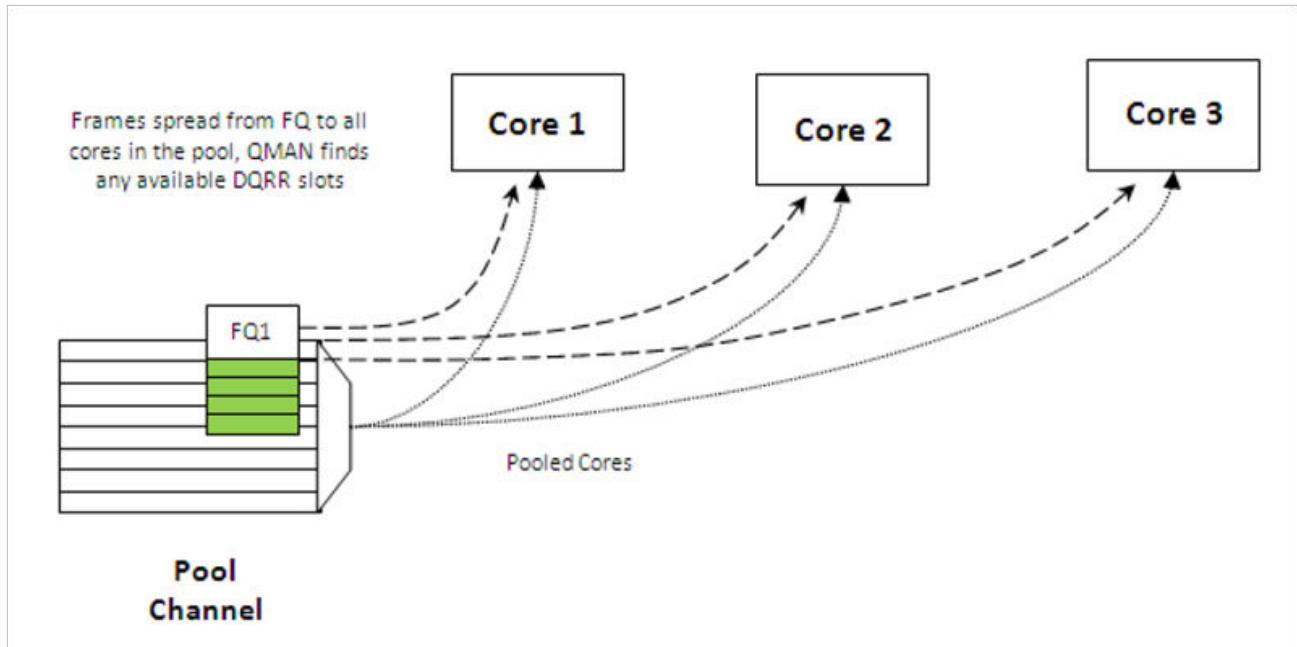 Frames spread from FQ to all
cores in the pool, QMAN finds
any available DQRR slots
Core 1
Core 2
Core 3
FQ1
Pooled Cores
Pool
Channel